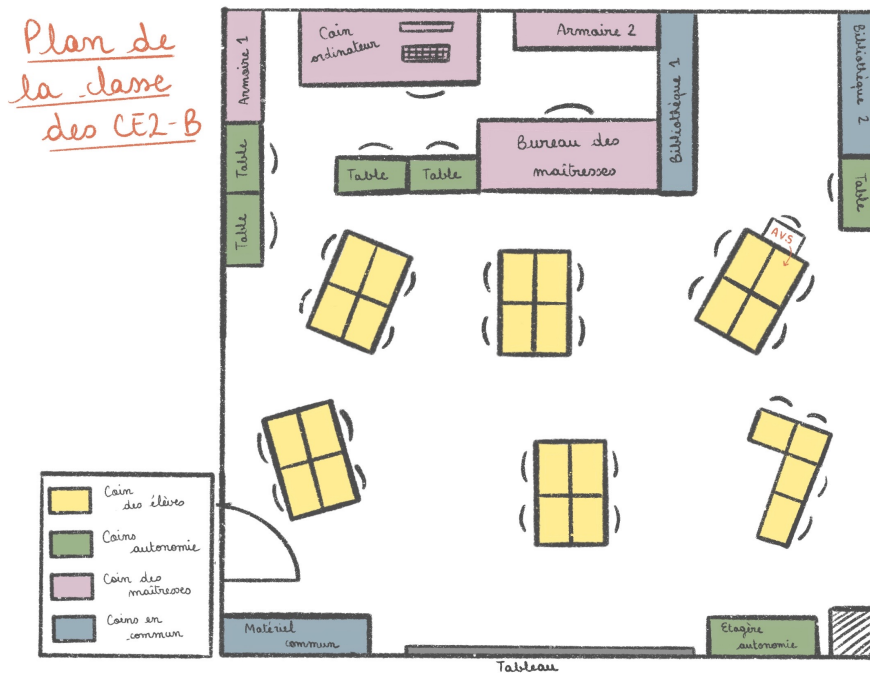 Plan de
la classe
des CE2-B
Armoire 1
Coin
ordinateur
Armoire 2
Bibliothèque 1
Bibliothèque 2
Table
Table
Table
Table
Bureau des
maîtresses
Table
AVS
Coin
des élèves
Coins
autonomie
Coin des
maîtresses
Coins en
commun
Matériel
commun
Tableau
Etagère
autonomie